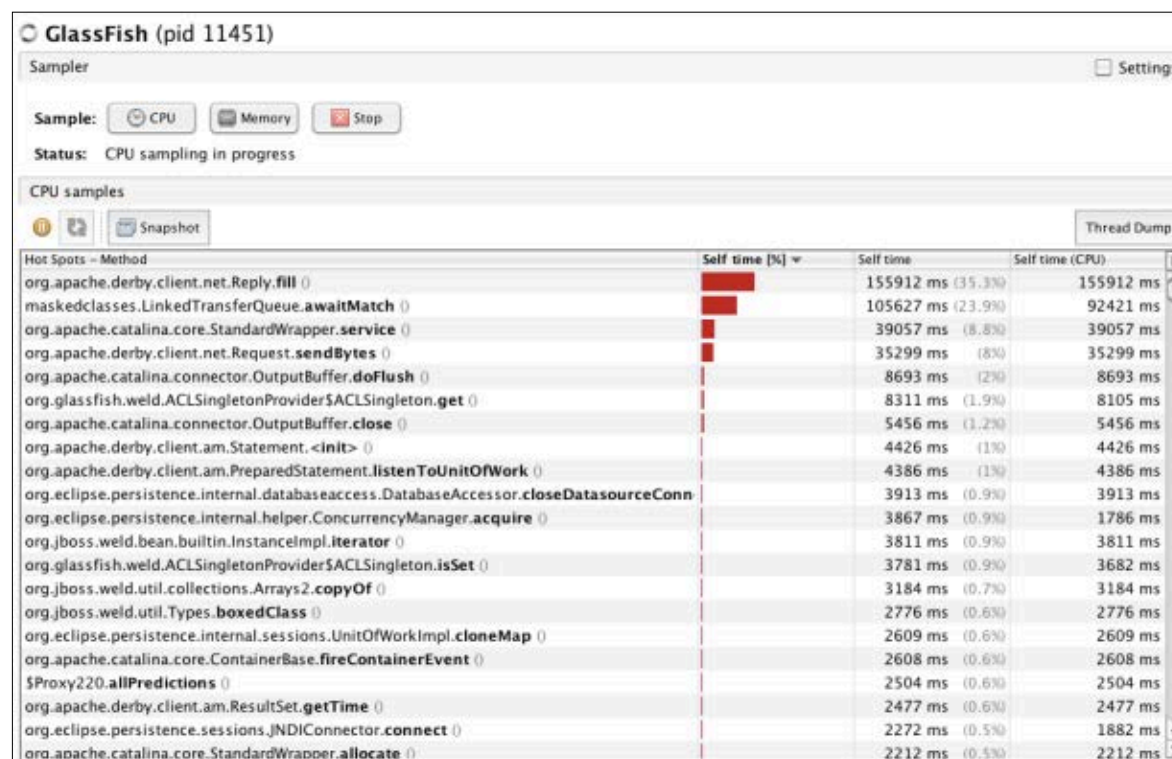 GlassFish (pid 11451)
Sampler Setting
Sample: CPU Memory Stop
Status: CPU sampling in progress
CPU samples
Snapshot Thread Dump
Hot Spots - Method Self time [%] Self time Self time (CPU)
org.apache.derby.client.net.Reply.fill () 155912 ms (35.3%) 155912 ms
maskedclasses.LinkedTransferQueue.awaitMatch () 105627 ms (23.9%) 92421 ms
org.apache.catalina.core.StandardWrapper.service () 39057 ms (8.8%) 39057 ms
org.apache.derby.client.net.Request.sendBytes () 35299 ms (8%) 35299 ms
org.apache.catalina.connector.OutputBuffer.doFlush () 8693 ms (2%) 8693 ms
org.glassfish.weld.ACLSingletonProvider$ACLSingleton.get () 8311 ms (1.9%) 8105 ms
org.apache.catalina.connector.OutputBuffer.close () 5456 ms (1.2%) 5456 ms
org.apache.derby.client.am.Statement.<init> () 4426 ms (1%) 4426 ms
org.apache.derby.client.am.PreparedStatement.listenToUnitOfWork () 4386 ms (1%) 4386 ms
org.eclipse.persistence.internal.databaseaccess.DatabaseAccessor.closeDatasourceConn 3913 ms (0.9%) 3913 ms
org.eclipse.persistence.internal.helper.ConcurrencyManager.acquire () 3867 ms (0.9%) 1786 ms
org.jboss.weld.bean.builtin.InstanceImpl.iterator () 3811 ms (0.9%) 3811 ms
org.glassfish.weld.ACLSingletonProvider$ACLSingleton.isSet () 3781 ms (0.9%) 3682 ms
org.jboss.weld.util.collections.Arrays2.copyOf () 3184 ms (0.7%) 3184 ms
org.jboss.weld.util.Types.boxedClass () 2776 ms (0.6%) 2776 ms
org.eclipse.persistence.internal.sessions.UnitOfWorkImpl.cloneMap () 2609 ms (0.6%) 2609 ms
org.apache.catalina.core.ContainerBase.fireContainerEvent () 2608 ms (0.6%) 2608 ms
$Proxy220.allPredictions () 2504 ms (0.6%) 2504 ms
org.apache.derby.client.am.ResultSet.getTime () 2477 ms (0.6%) 2477 ms
org.eclipse.persistence.sessions.JNDIConnector.connect () 2272 ms (0.5%) 1882 ms
org.apache.catalina.core.StandardWrapper.allocate () 2212 ms (0.5%) 2212 ms